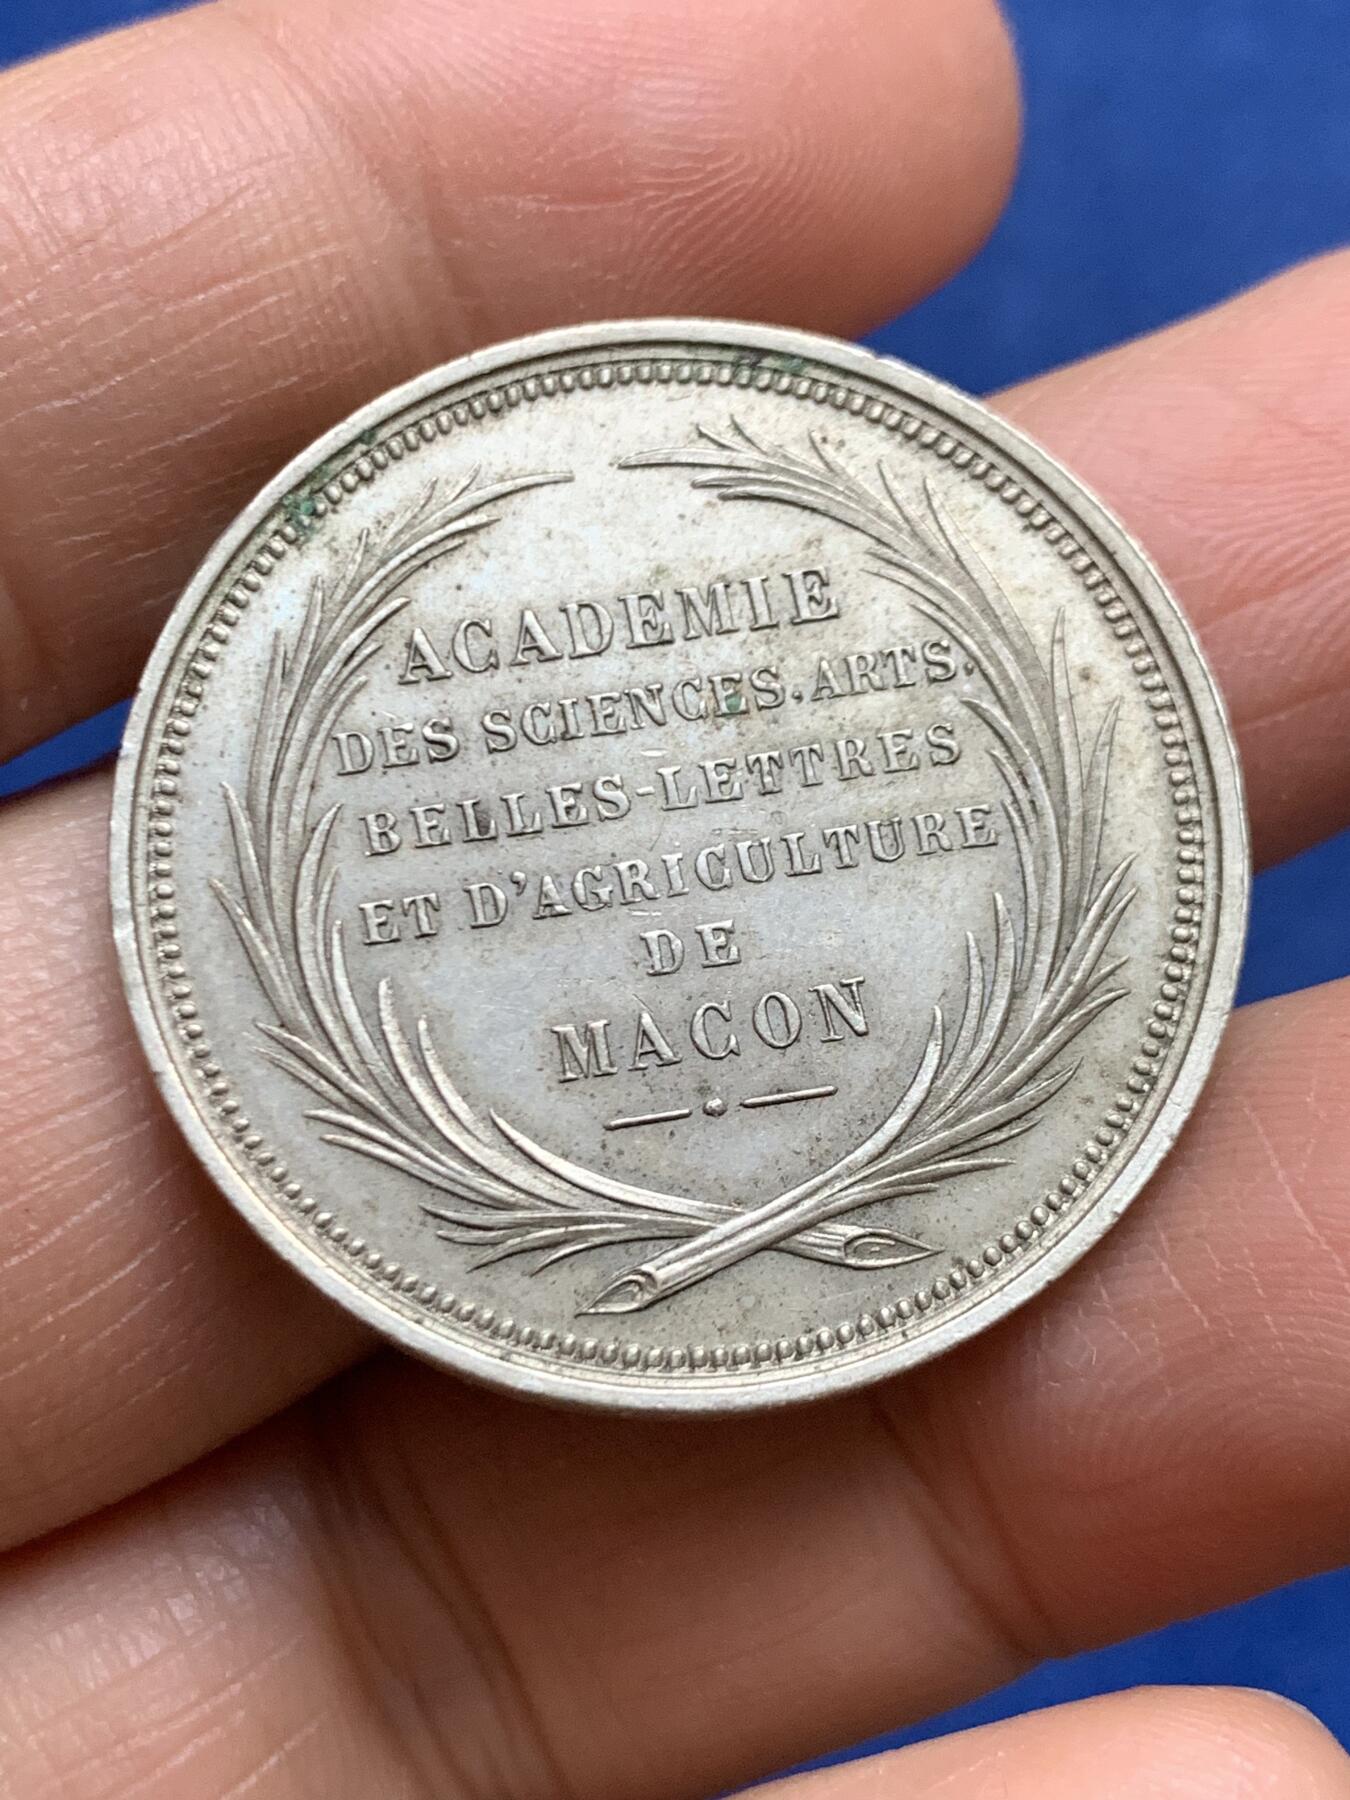 ACADEMIE
DES SCIENCES. ARTS.
BELLES-LETTRES
ET D'AGRICULTURE
DE
MACON